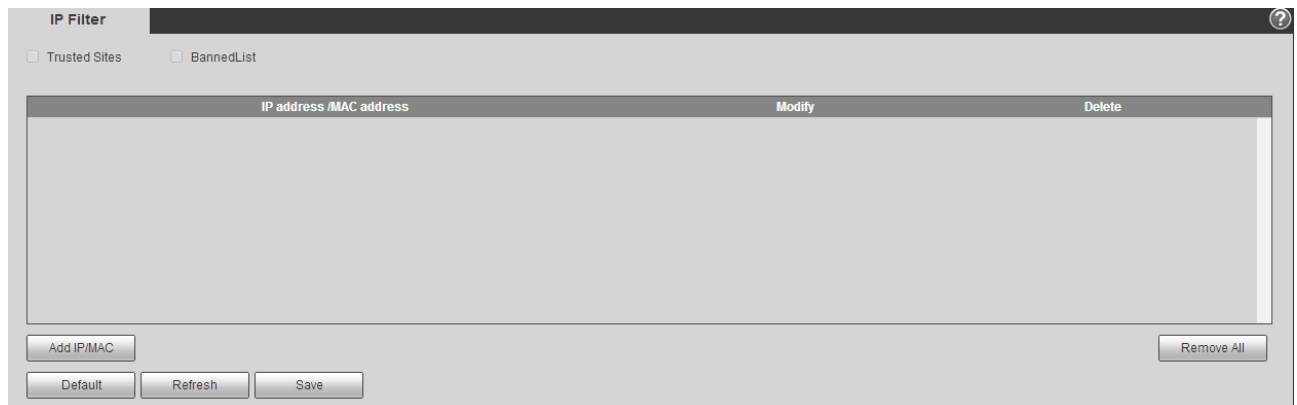 IP Filter ?
Trusted Sites BannedList
IP address /MAC address Modify Delete
Add IP/MAC Remove All
Default Refresh Save